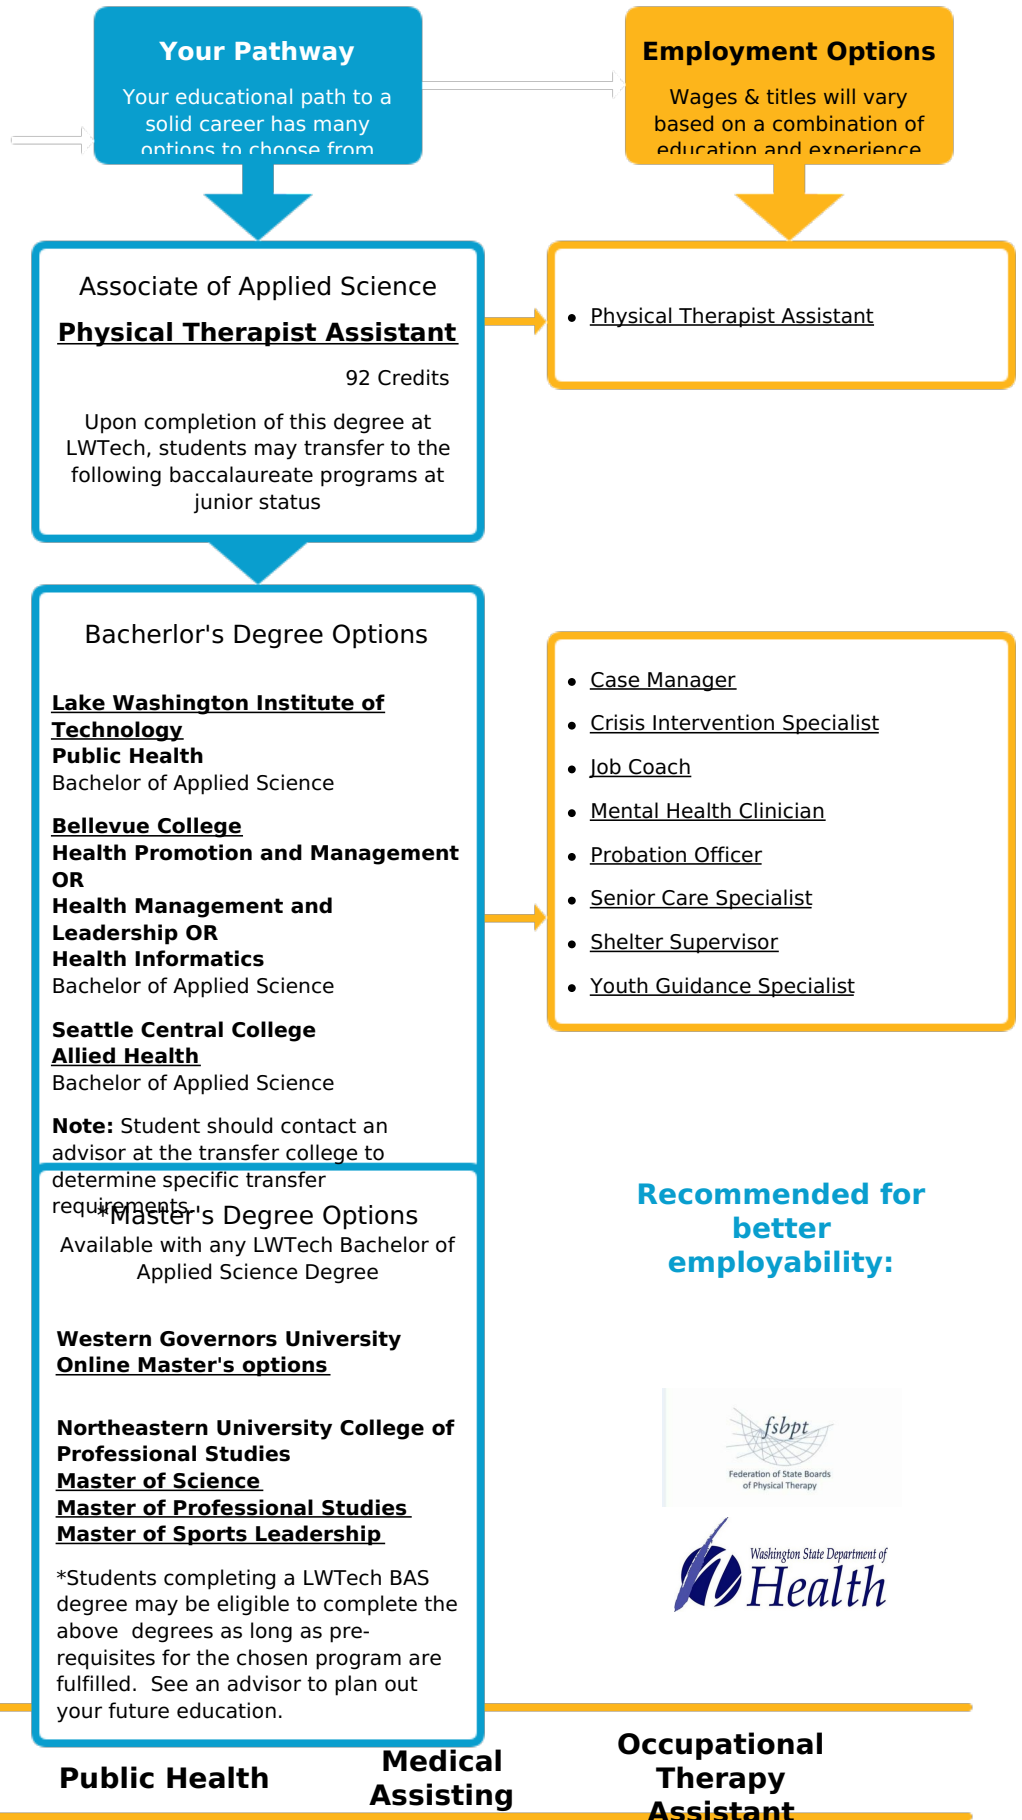 Your Pathway
Your educational path to a
solid career has many
options to choose from
Employment Options
Wages & titles will vary
based on a combination of
education and experience
Associate of Applied Science
Physical Therapist Assistant
92 Credits
Upon completion of this degree at
LWTech, students may transfer to the
following baccalaureate programs at
junior status
• Physical Therapist Assistant
Bacherlor's Degree Options
Lake Washington Institute of
Technology
Public Health
Bachelor of Applied Science
Bellevue College
Health Promotion and Management
OR
Health Management and
Leadership OR
Health Informatics
Bachelor of Applied Science
Seattle Central College
Allied Health
Bachelor of Applied Science
Note: Student should contact an
advisor at the transfer college to
determine specific transfer
requirements.
• Case Manager
• Crisis Intervention Specialist
• Job Coach
• Mental Health Clinician
• Probation Officer
• Senior Care Specialist
• Shelter Supervisor
• Youth Guidance Specialist
*Master's Degree Options
Available with any LWTech Bachelor of
Applied Science Degree
Western Governors University
Online Master's options
Northeastern University College of
Professional Studies
Master of Science
Master of Professional Studies
Master of Sports Leadership
*Students completing a LWTech BAS
degree may be eligible to complete the
above  degrees as long as pre-
requisites for the chosen program are
fulfilled.  See an advisor to plan out
your future education.
Recommended for
better
employability:
fsbpt
Federation of State Boards
of Physical Therapy
Washington State Department of
Health
Public Health
Medical
Assisting
Occupational
Therapy
Assistant